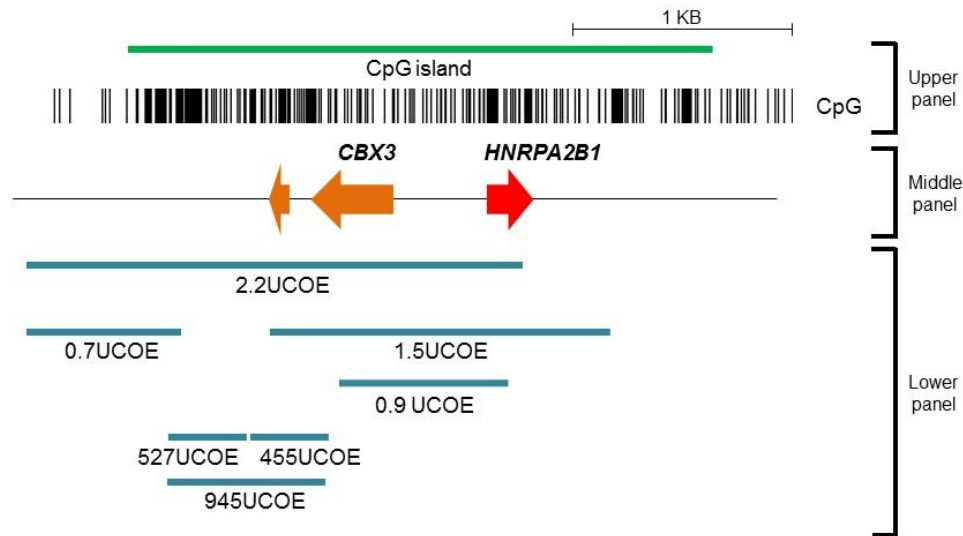 1 KB
CpG island
CpG
Upper
panel
CBX3
HNRPA2B1
Middle
panel
2.2UCOE
0.7UCOE
1.5UCOE
0.9 UCOE
Lower
panel
527UCOE
455UCOE
945UCOE